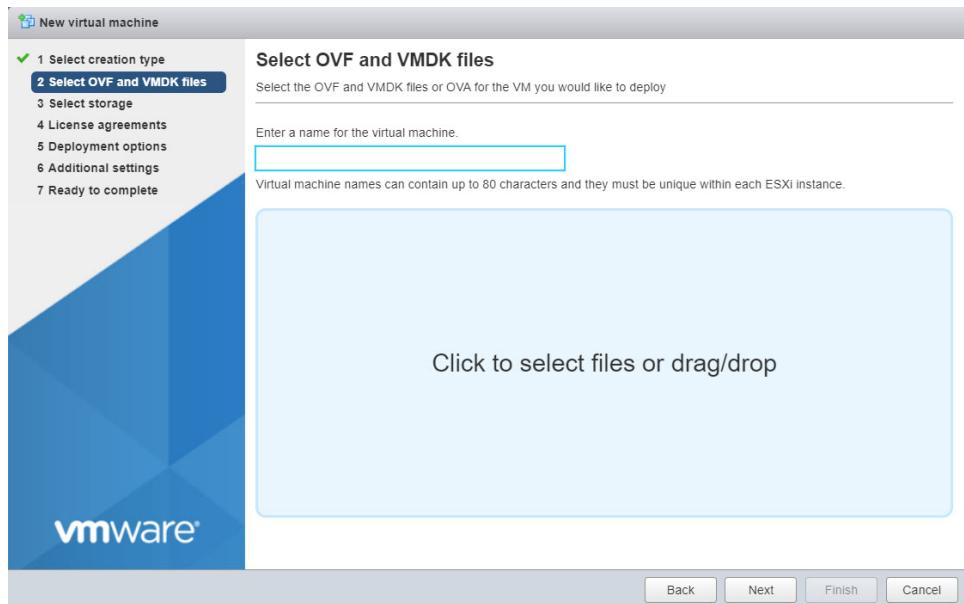 New virtual machine
1 Select creation type
2 Select OVF and VMDK files
3 Select storage
4 License agreements
5 Deployment options
6 Additional settings
7 Ready to complete
vmware®
Select OVF and VMDK files
Select the OVF and VMDK files or OVA for the VM you would like to deploy
Enter a name for the virtual machine.
Virtual machine names can contain up to 80 characters and they must be unique within each ESXi instance.
Click to select files or drag/drop
Back Next Finish Cancel